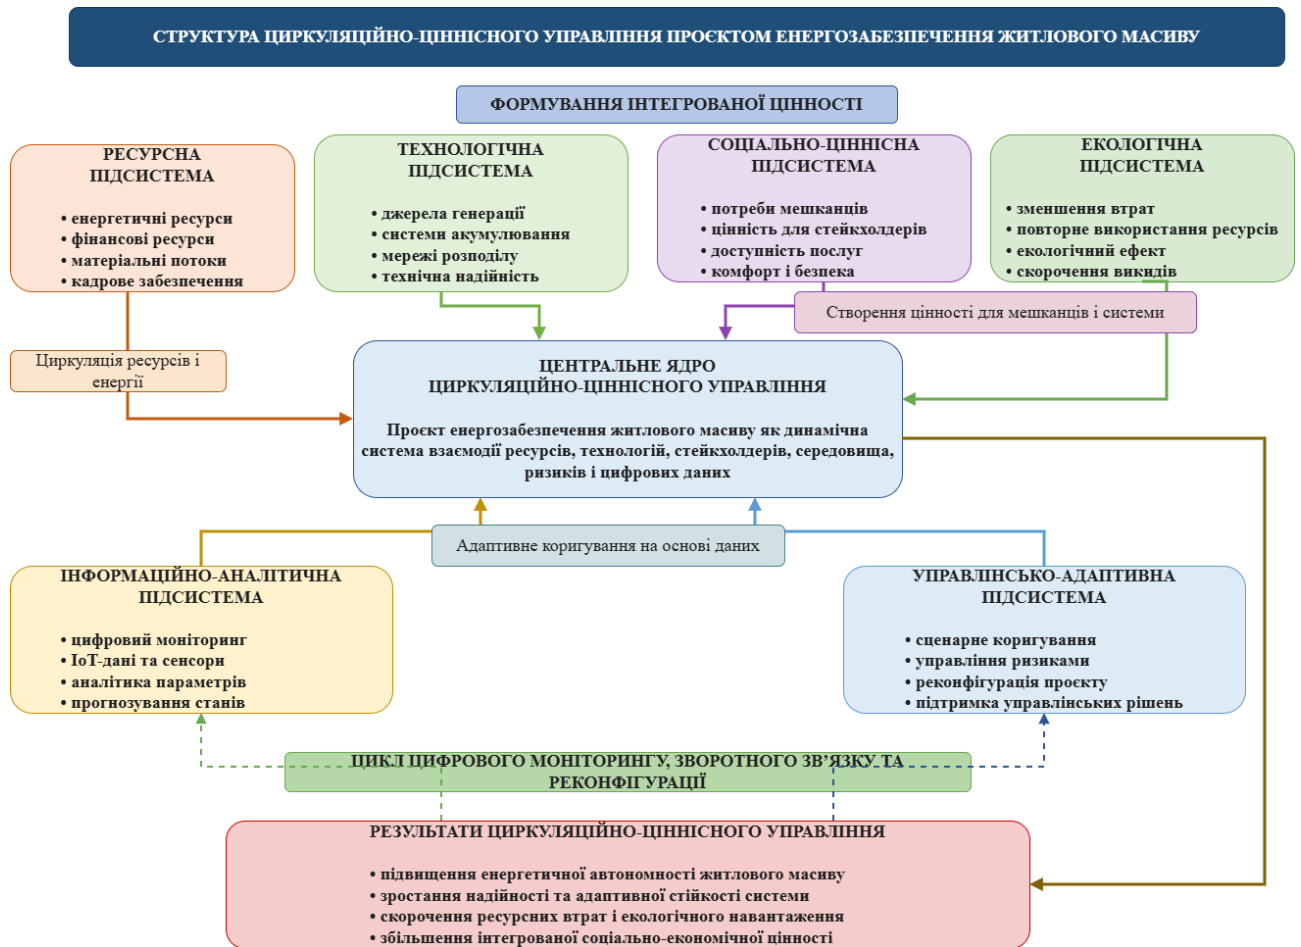 СТРУКТУРА ЦИРКУЛЯЦІЙНО-ЦІННІСНОГО УПРАВЛІННЯ ПРОЄКТОМ ЕНЕРГОЗАБЕЗПЕЧЕННЯ ЖИТЛОВОГО МАСИВУ
ФОРМУВАННЯ ІНТЕГРОВАНОЇ ЦІННОСТІ
РЕСУРСНА
ПІДСИСТЕМА
• енергетичні ресурси
• фінансові ресурси
• матеріальні потоки
• кадрове забезпечення
ТЕХНОЛОГІЧНА
ПІДСИСТЕМА
• джерела генерації
• системи акумулювання
• мережі розподілу
• технічна надійність
СОЦІАЛЬНО-ЦІННІСНА
ПІДСИСТЕМА
• потреби мешканців
• цінність для стейкхолдерів
• доступність послуг
• комфорт і безпека
ЕКОЛОГІЧНА
ПІДСИСТЕМА
• зменшення втрат
• повторне використання ресурсів
• екологічний ефект
• скорочення викидів
Створення цінності для мешканців і системи
Циркуляція ресурсів і
енергії
ЦЕНТРАЛЬНЕ ЯДРО
ЦИРКУЛЯЦІЙНО-ЦІННІСНОГО УПРАВЛІННЯ
Проєкт енергозабезпечення житлового масиву як динамічна
система взаємодії ресурсів, технологій, стейкхолдерів, середовища,
ризиків і цифрових даних
Адаптивне коригування на основі даних
ІНФОРМАЦІЙНО-АНАЛІТИЧНА
ПІДСИСТЕМА
• цифровий моніторинг
• IoT-дані та сенсори
• аналітика параметрів
• прогнозування станів
УПРАВЛІНСЬКО-АДАПТИВНА
ПІДСИСТЕМА
• сценарне коригування
• управління ризиками
• реконфігурація проєкту
• підтримка управлінських рішень
ЦИКЛ ЦИФРОВОГО МОНІТОРИНГУ, ЗВОРОТНОГО ЗВ’ЯЗКУ ТА
РЕКОНФІГУРАЦІЇ
РЕЗУЛЬТАТИ ЦИРКУЛЯЦІЙНО-ЦІННІСНОГО УПРАВЛІННЯ
• підвищення енергетичної автономності житлового масиву
• зростання надійності та адаптивної стійкості системи
• скорочення ресурсних втрат і екологічного навантаження
• збільшення інтегрованої соціально-економічної цінності